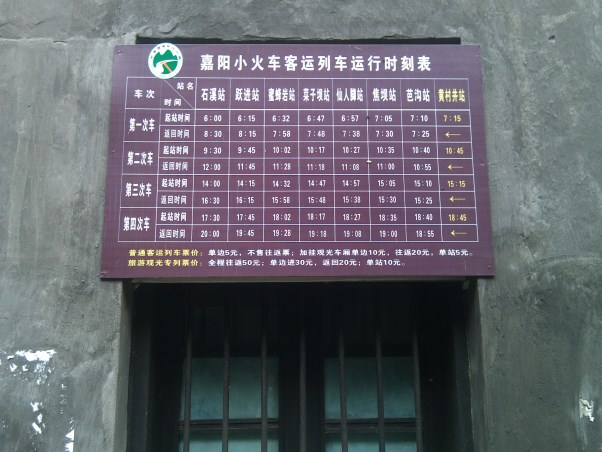 嘉阳小火车客运列车运行时刻表
车次 时间 站名 石溪站 跃进站 蜜蜂岩站 菜子坝站 仙人脚站 焦坝站 芭沟站 黄村井站
第一次车 起站时间 6:00 6:15 6:32 6:47 6:57 7:05 7:10 7:15
返回时间 8:30 8:15 7:58 7:48 7:38 7:30 7:25 ←
第二次车 起站时间 9:30 9:45 10:02 10:17 10:27 10:35 10:40 10:45
返回时间 12:00 11:45 11:28 11:18 11:08 11:00 10:55 ←
第三次车 起站时间 14:00 14:15 14:32 14:47 14:57 15:05 15:10 15:15
返回时间 16:30 16:15 15:58 15:48 15:38 15:30 15:25 ←
第四次车 起站时间 17:30 17:45 18:02 18:17 18:27 18:35 18:40 18:45
返回时间 20:00 19:45 19:28 19:18 19:08 19:00 18:55 ←
普通客运列车票价：单边5元，不售往返票；加挂观光车厢单边10元，往返20元，单站5元。
旅游观光专列票价：全程往返50元；单边进30元，返回20元；单站10元。